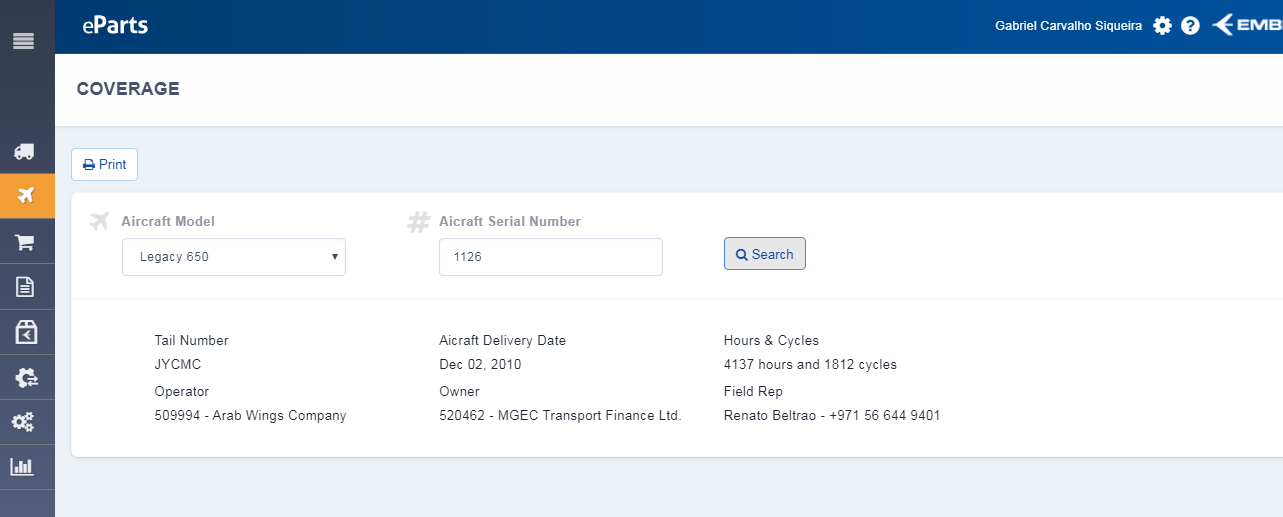 eParts
Gabriel Carvalho Siqueira
EMB
COVERAGE
Print
Aircraft Model
Aicraft Serial Number
Legacy 650
1126
Search
Tail Number
Aicraft Delivery Date
Hours & Cycles
JYCMC
Dec 02, 2010
4137 hours and 1812 cycles
Operator
Owner
Field Rep
509994 - Arab Wings Company
520462 - MGEC Transport Finance Ltd.
Renato Beltrao - +971 56 644 9401